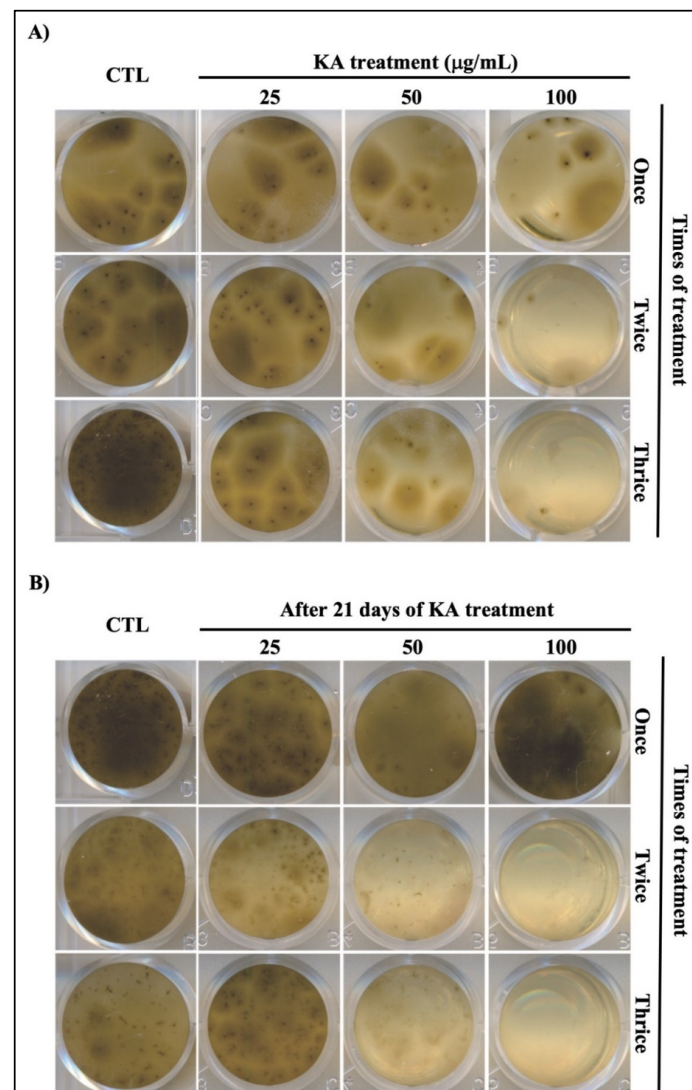 A)
KA treatment (µg/mL)
CTL
25 50 100
Once
Twice
Thrice
Times of treatment
B)
After 21 days of KA treatment
CTL
25 50 100
Once
Twice
Thrice
Times of treatment